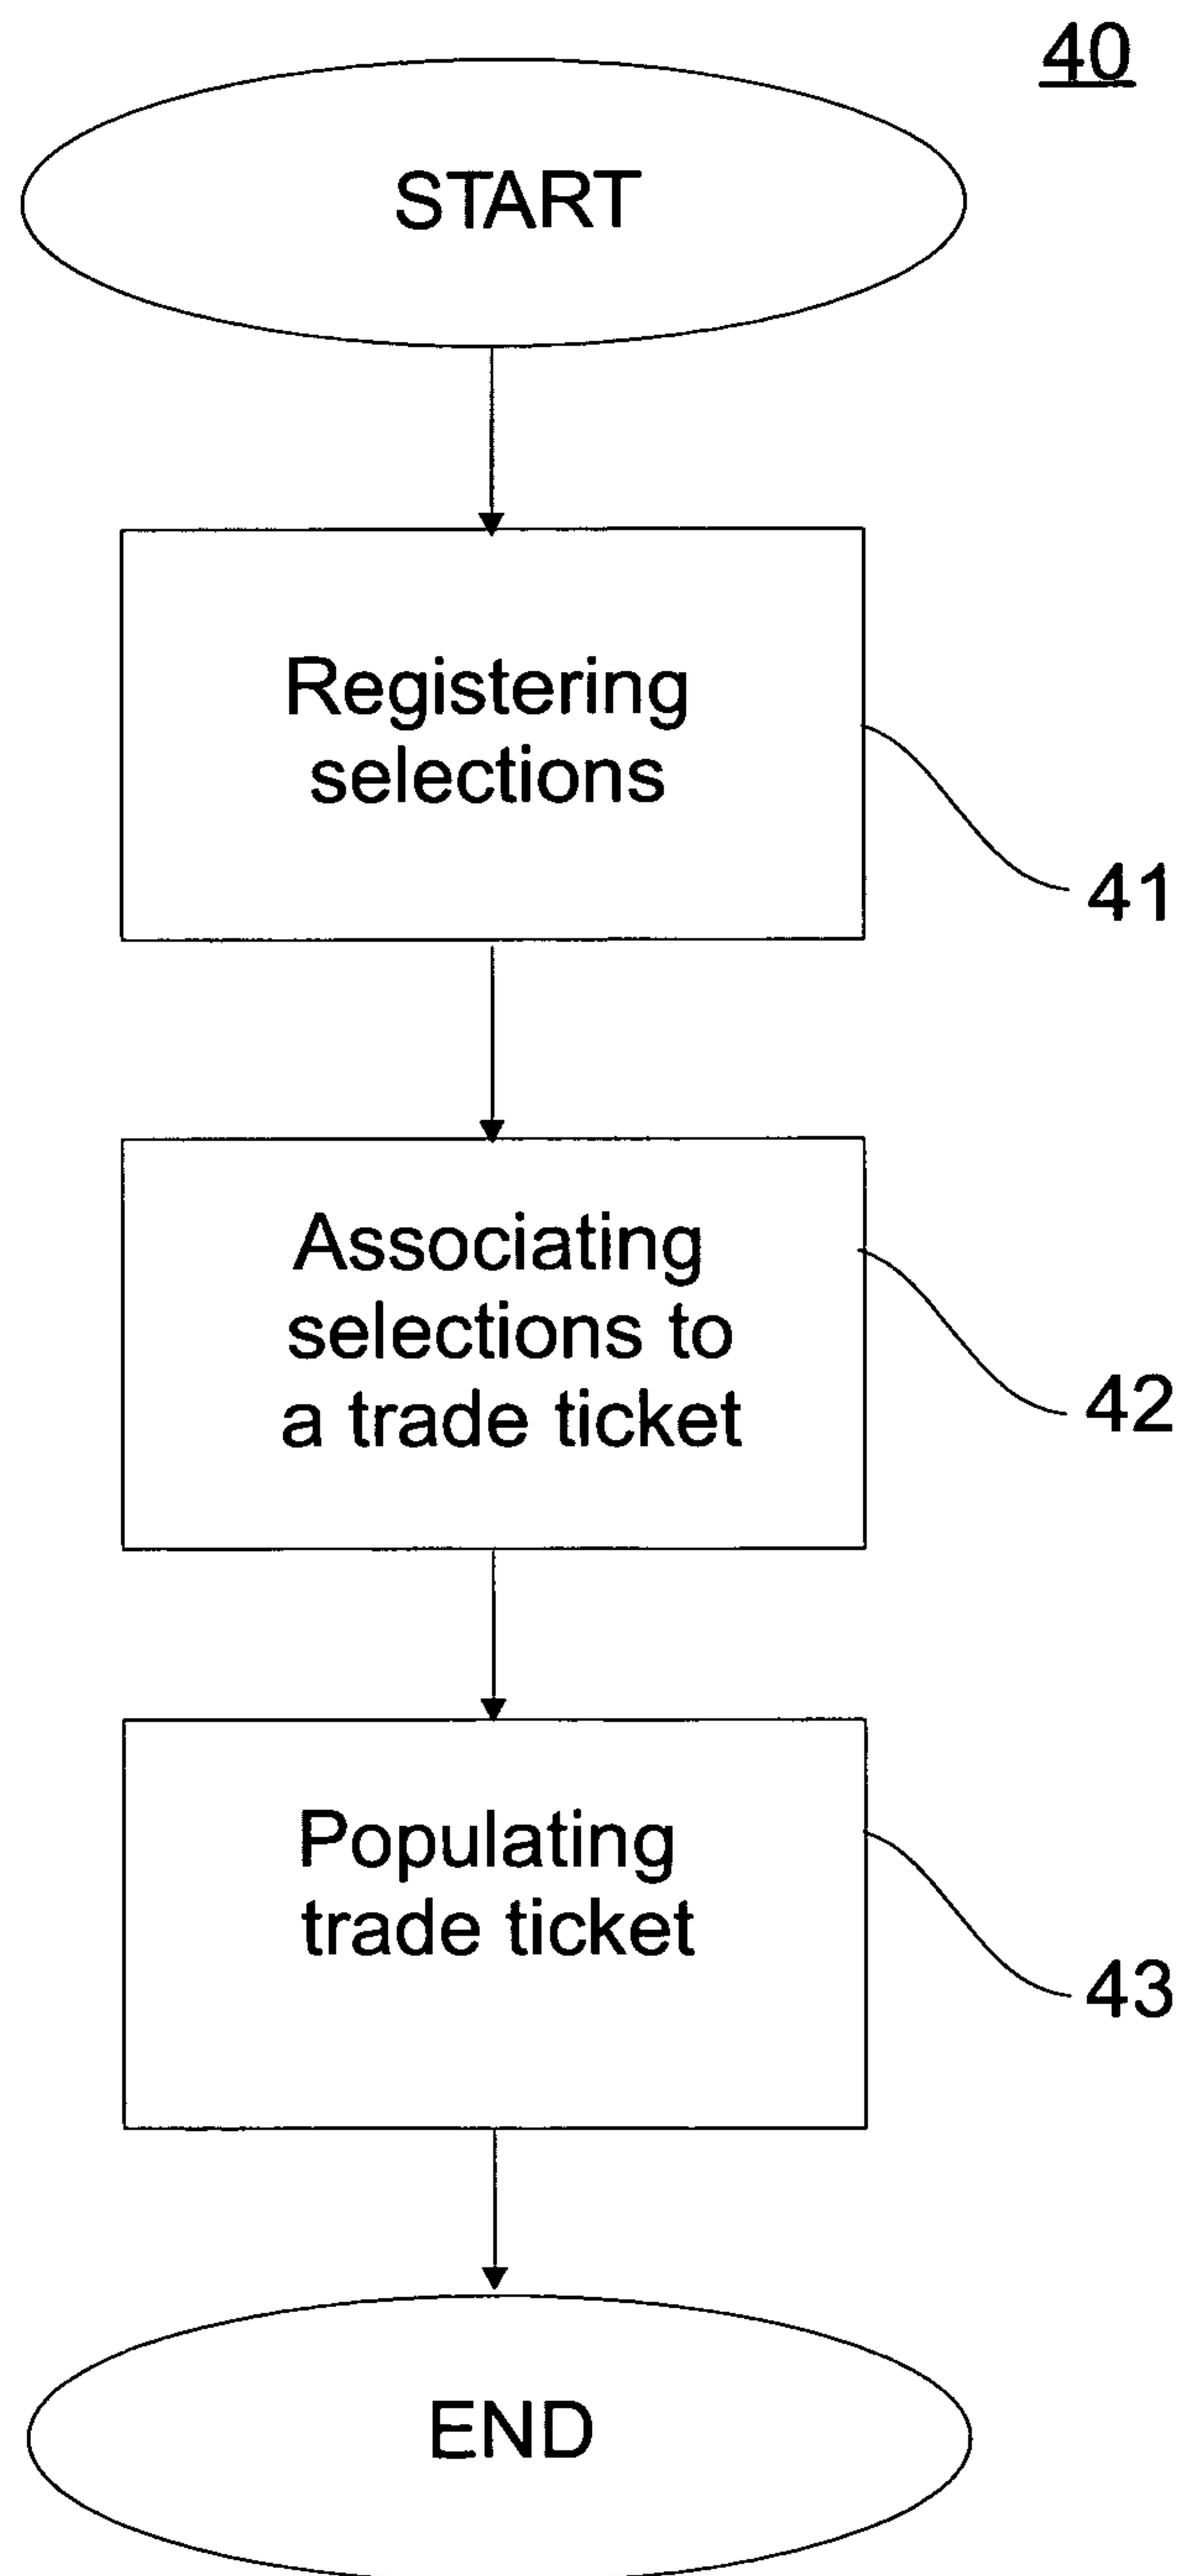 40
START
Registering
selections
41
Associating
selections to
a trade ticket
42
Populating
trade ticket
43
END